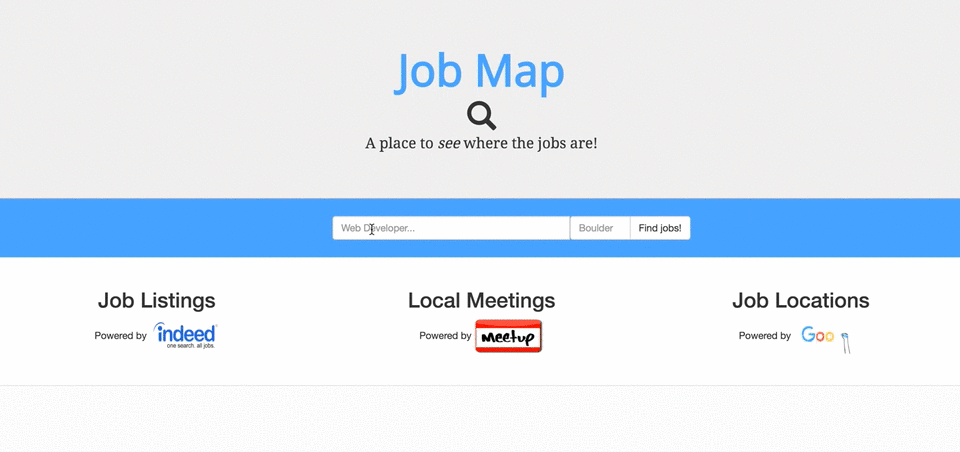 Job Map
A place to see where the jobs are!
Web Developer...
Boulder
Find jobs!
Job Listings
Powered by indeed
one search. all jobs.
Local Meetings
Powered by Meetup
Job Locations
Powered by Goo